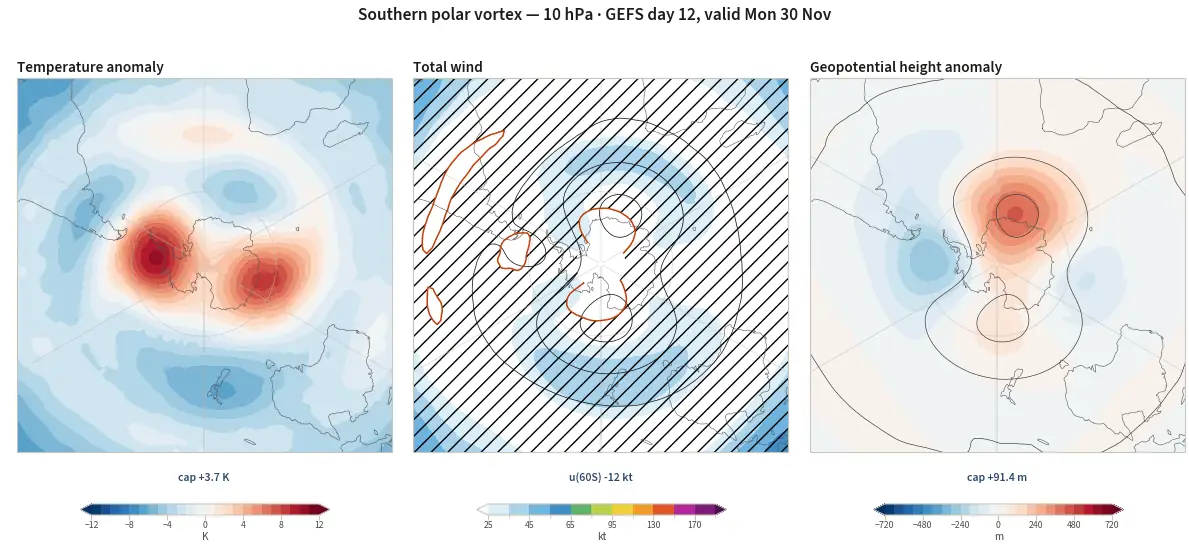 Southern polar vortex — 10 hPa · GEFS day 12, valid Mon 30 Nov
Temperature anomaly
Total wind
Geopotential height anomaly
cap +3.7 K
u(60S) -12 kt
cap +91.4 m
−12 −8 −4 0 4 8 12
K
25 45 65 95 130 170
kt
−720 −480 −240 0 240 480 720
m